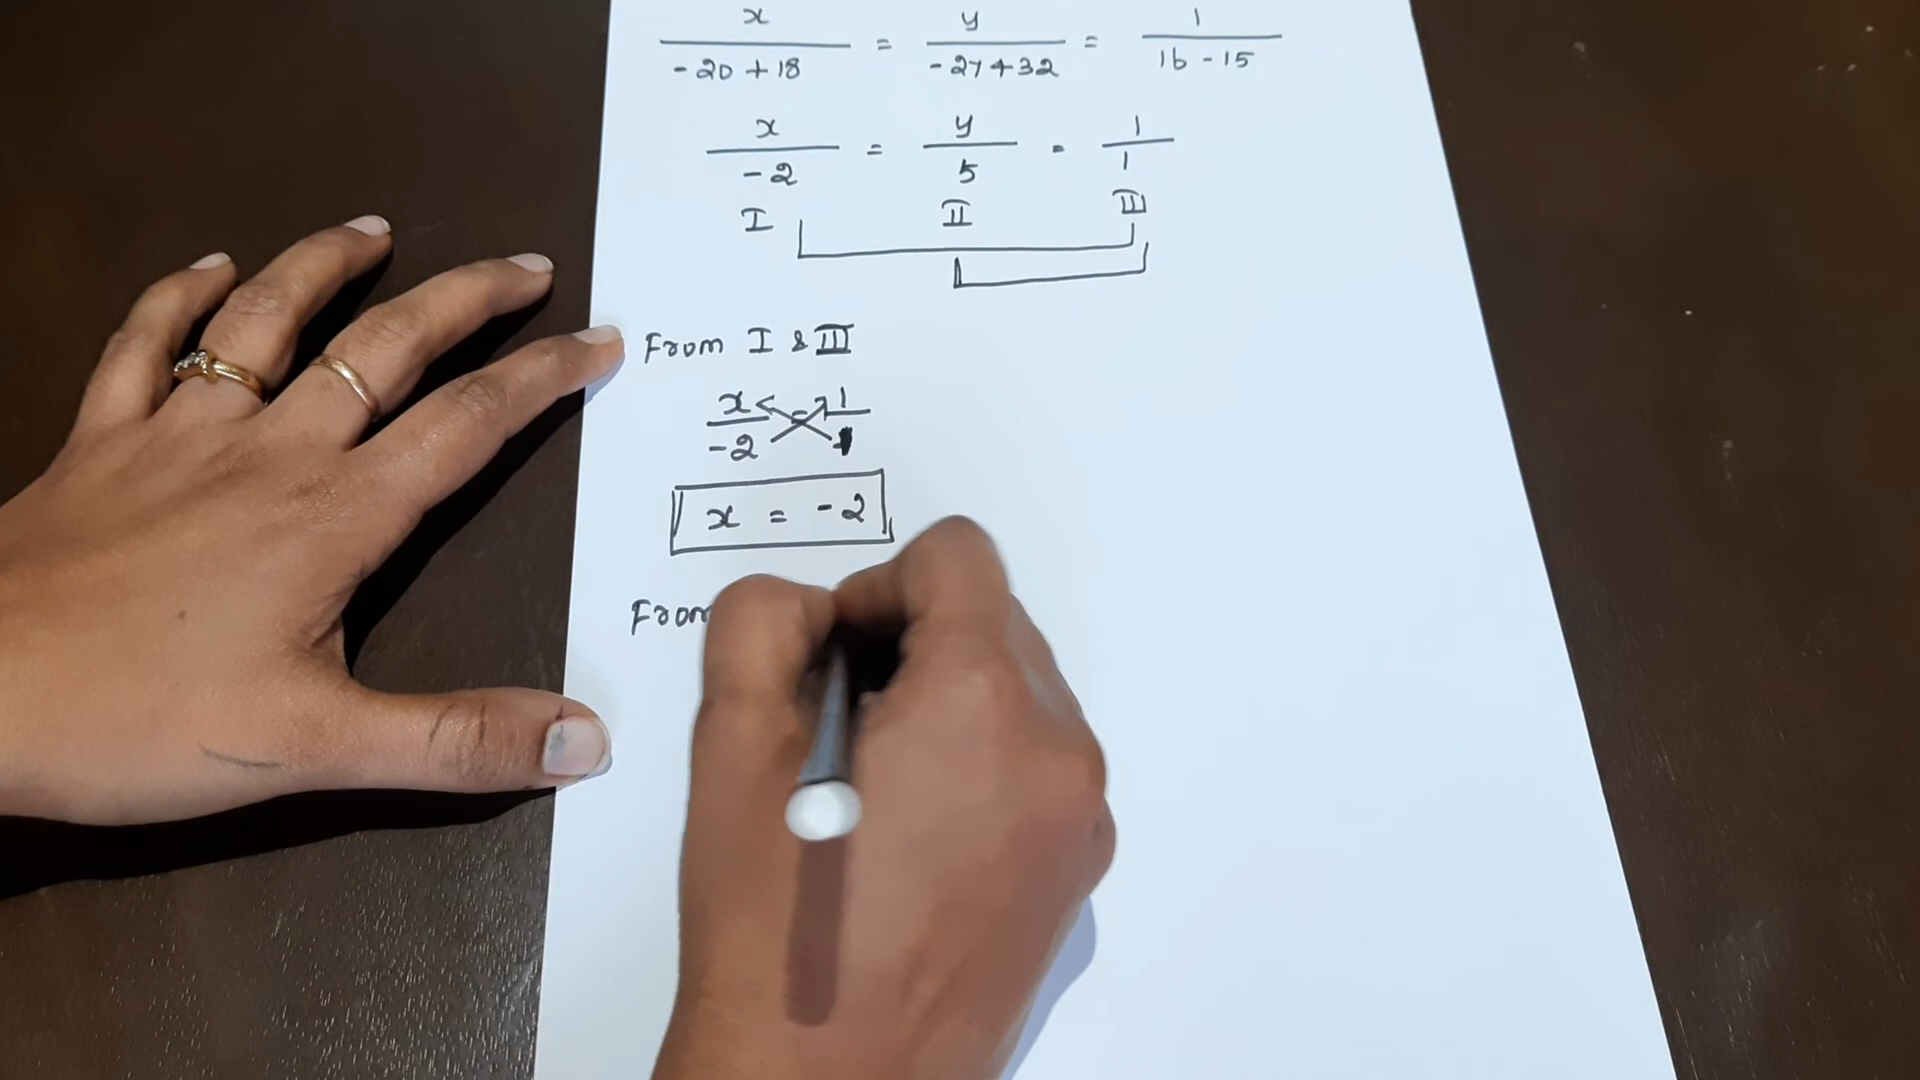 x/-20+18 = y/-27+32 = 1/16-15
x/-2 = y/5 = 1/1
I II III
From I & III
x/-2 = 1/1
x = -2
From